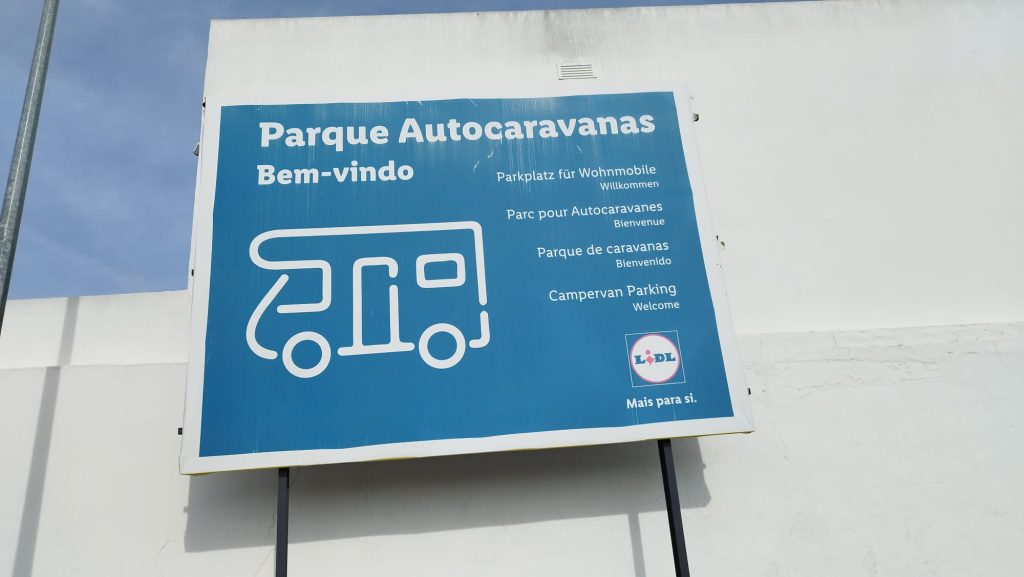 Parque Autocaravanas
Bem-vindo
Parkplatz für Wohnmobile
Willkommen
Parc pour Autocaravanes
Bienvenue
Parque de caravanas
Bienvenido
Campervan Parking
Welcome
LiDL
Mais para si.